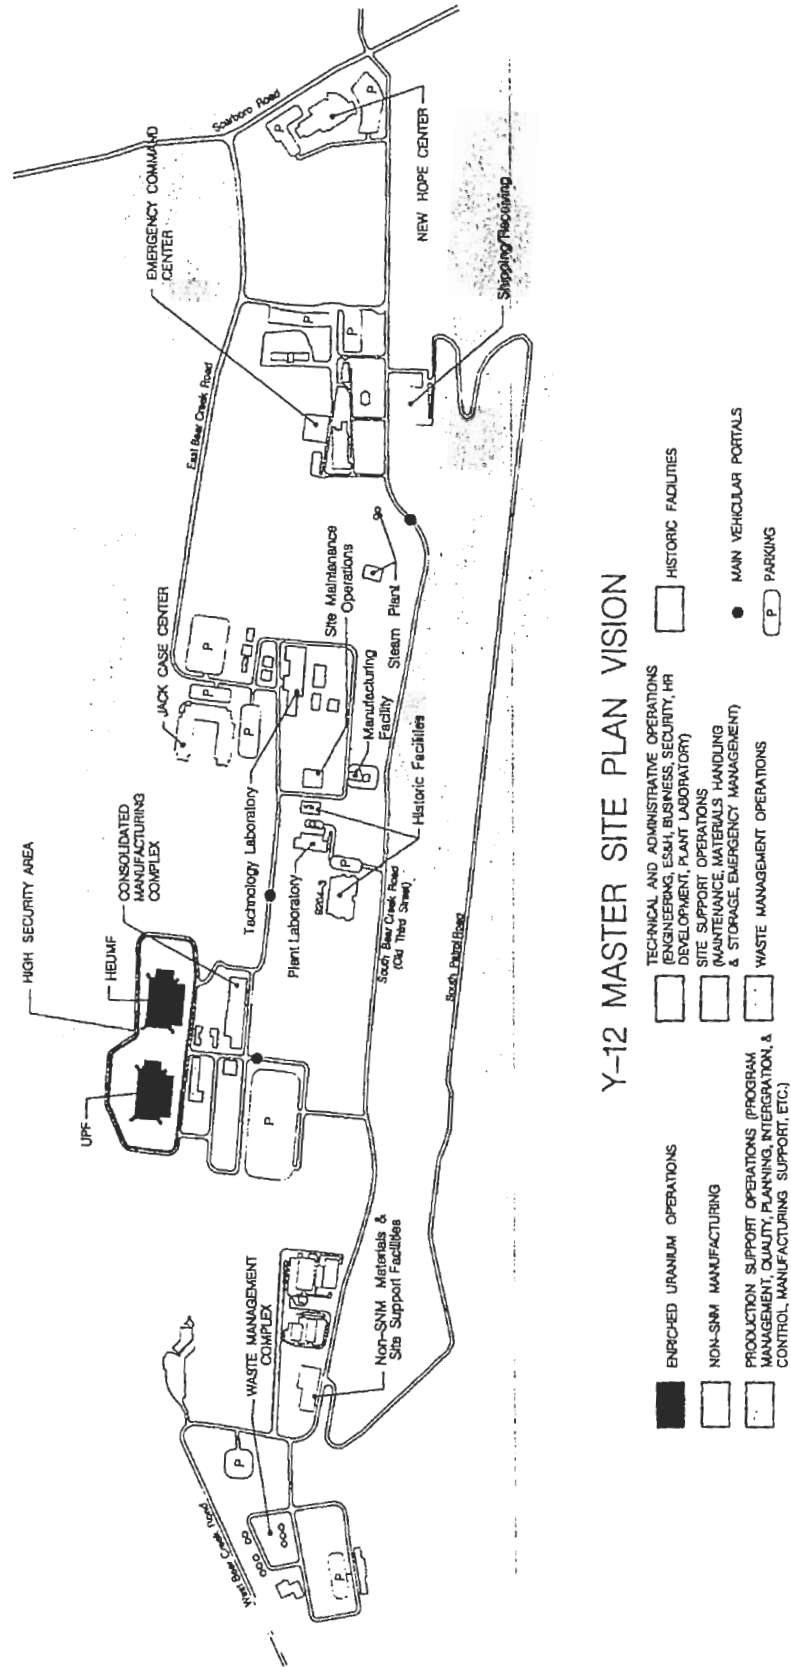 HIGH SECURITY AREA
UPF
HEUMF
CONSOLIDATED
MANUFACTURING
COMPLEX
JACK CASE CENTER
EMERGENCY COMMAND
CENTER
Scarboro Road
East Bear Creek Road
NEW HOPE CENTER
Shipping/Receiving
Technology Laboratory
Plant Laboratory
Site Maintenance
Operations
Manufacturing
Facility
Steam Plant
Historic Facilities
9204-3
South Bear Creek Road
(Old Third Street)
South Patrol Road
West Bear Creek Road
WASTE MANAGEMENT
COMPLEX
Non-SNM Materials &
Site Support Facilities
P
P
P
P
P
P
P
P
P
P
P
Y-12 MASTER SITE PLAN VISION
ENRICHED URANIUM OPERATIONS
NON-SNM MANUFACTURING
PRODUCTION SUPPORT OPERATIONS (PROGRAM
MANAGEMENT, QUALITY, PLANNING, INTERGRATION, &
CONTROL, MANUFACTURING SUPPORT, ETC.)
TECHNICAL AND ADMINISTRATIVE OPERATIONS
(ENGINEERING, ES&H, BUSINESS, SECURITY, HR
DEVELOPMENT, PLANT LABORATORY)
SITE SUPPORT OPERATIONS
(MAINTENANCE, MATERIALS HANDLING
& STORAGE, EMERGENCY MANAGEMENT)
WASTE MANAGEMENT OPERATIONS
HISTORIC FACILITIES
MAIN VEHICULAR PORTALS
P PARKING